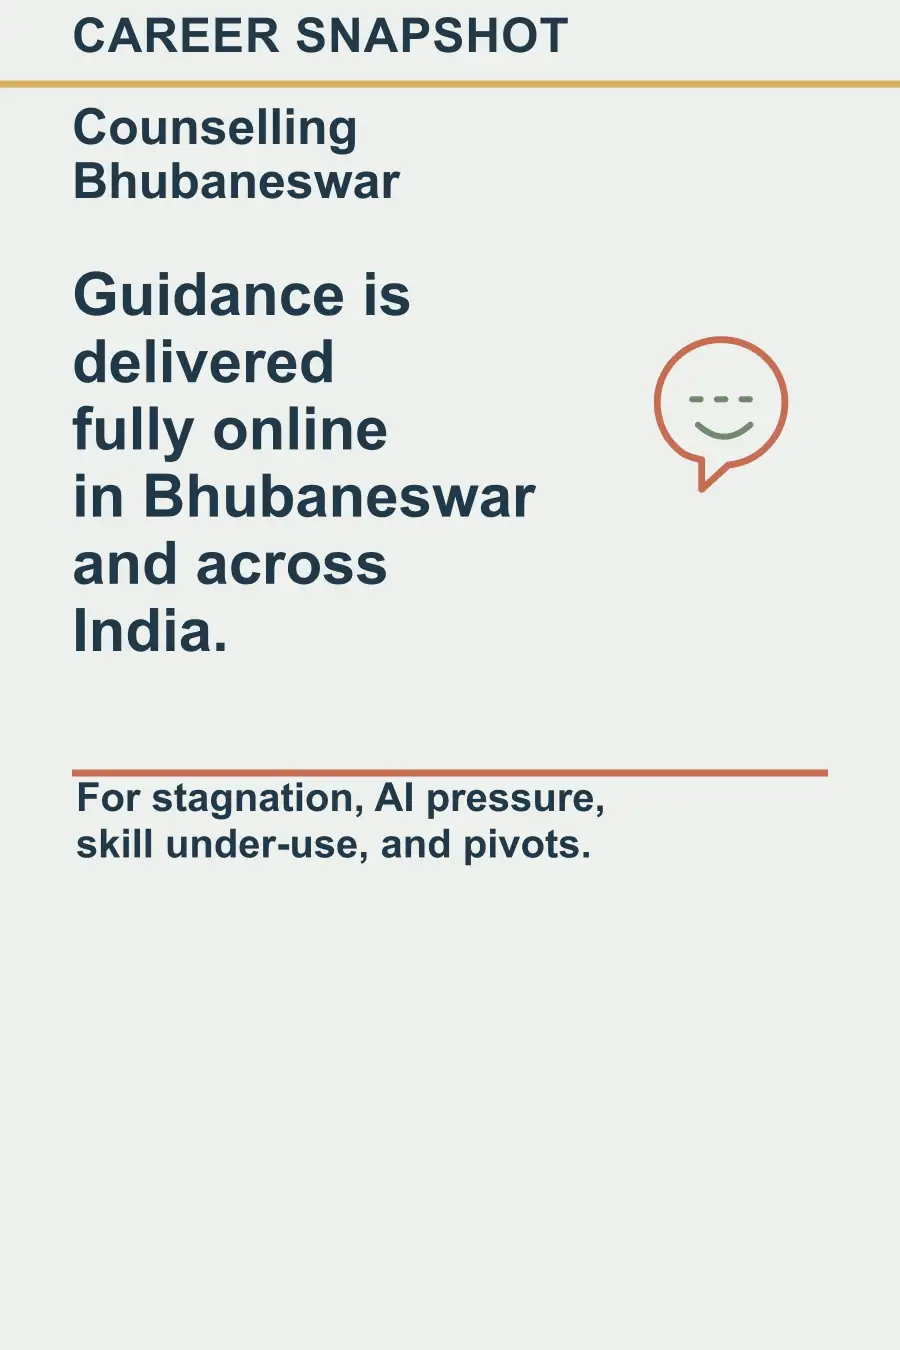 CAREER SNAPSHOT
Counselling
Bhubaneswar
Guidance is
delivered
fully online
in Bhubaneswar
and across
India.
For stagnation, AI pressure,
skill under-use, and pivots.